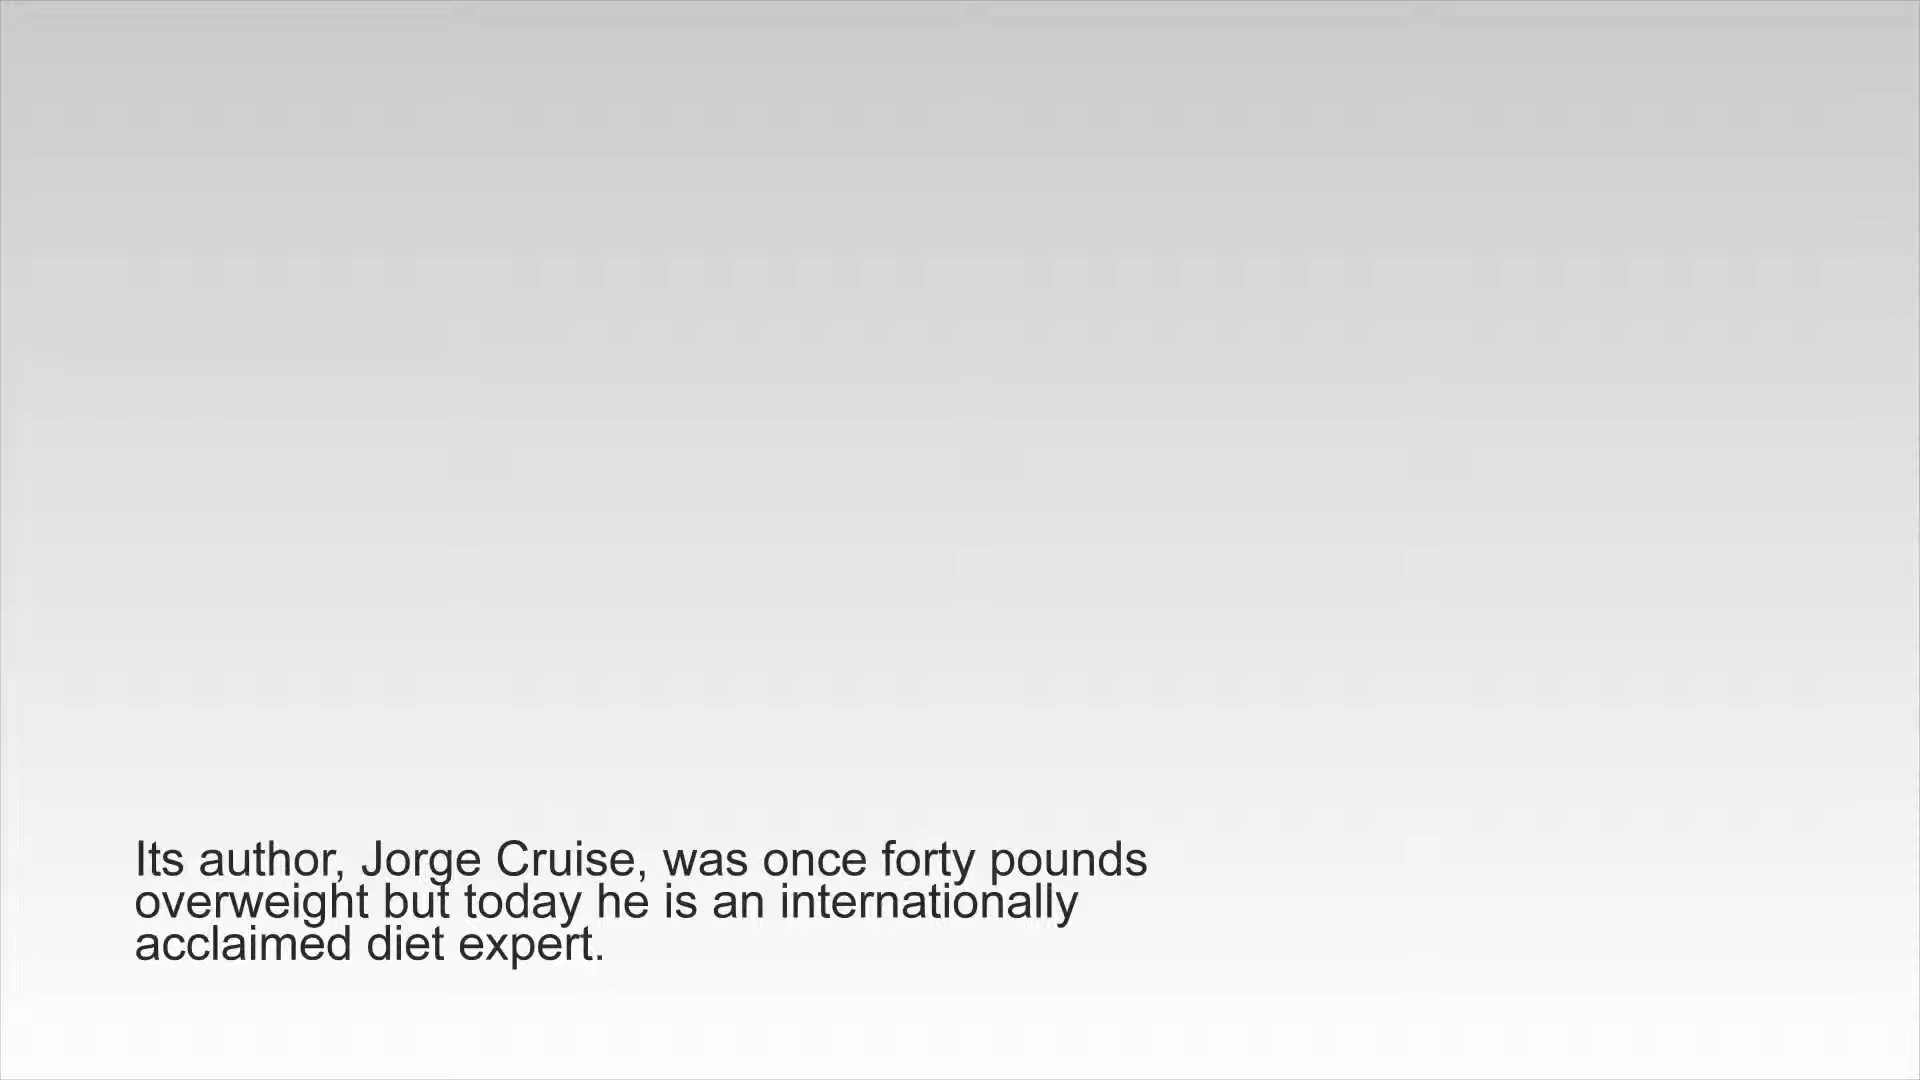 Its author, Jorge Cruise, was once forty pounds
overweight but today he is an internationally
acclaimed diet expert.